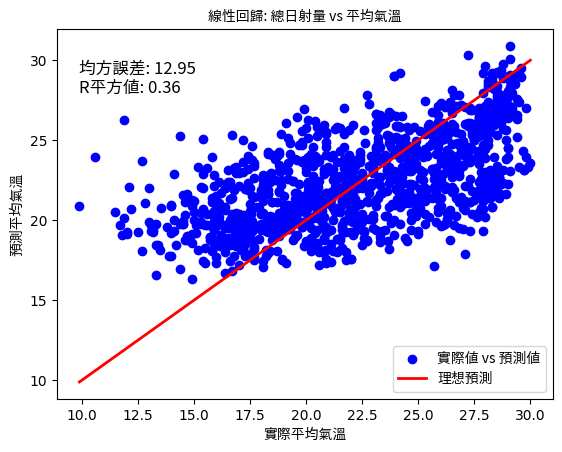 線性回歸: 總日射量 vs 平均氣溫
均方誤差: 12.95
R平方値: 0.36
預測平均氣溫
30
25
20
15
10
實際値 vs 預測値
理想預測
10.0 12.5 15.0 17.5 20.0 22.5 25.0 27.5 30.0
實際平均氣溫